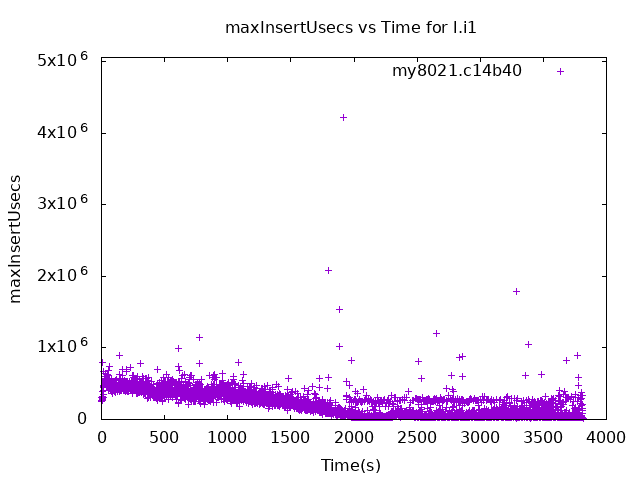 maxInsertUsecs vs Time for l.i1
my8021.c14b40
maxInsertUsecs
5x10^6
4x10^6
3x10^6
2x10^6
1x10^6
0
0 500 1000 1500 2000 2500 3000 3500 4000
Time(s)